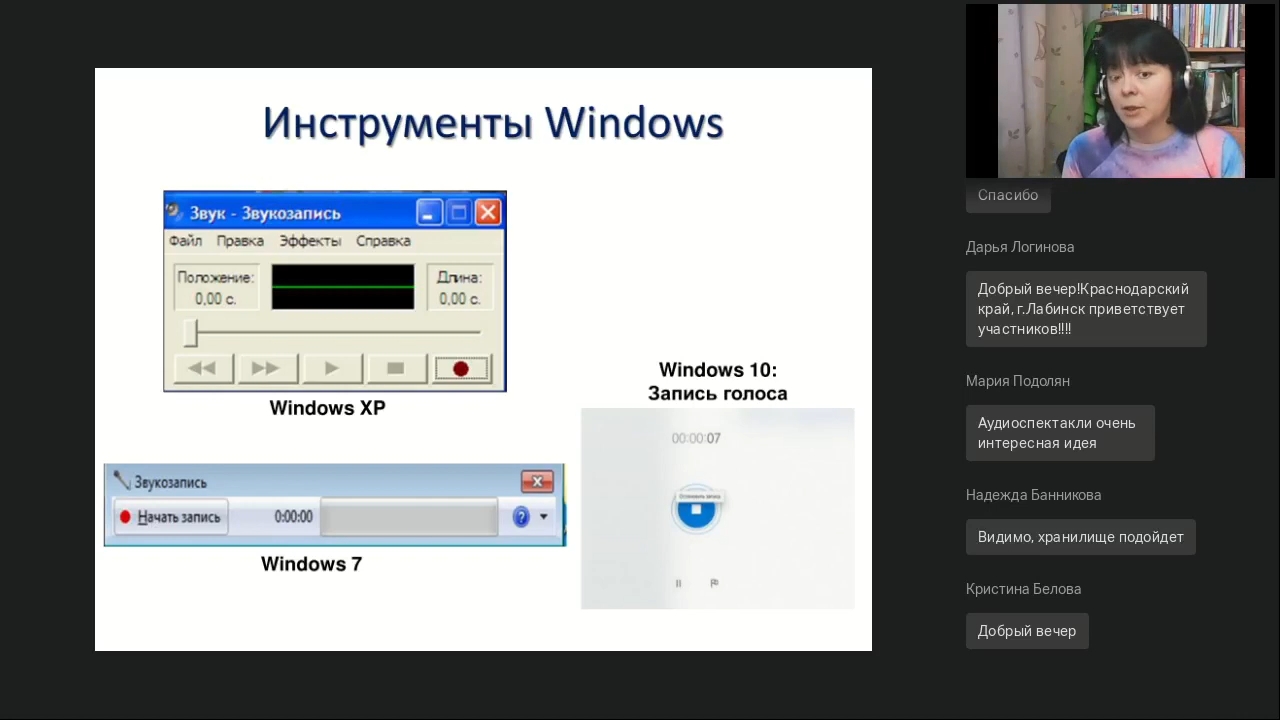 Инструменты Windows
Звук - Звукозапись
Файл Правка Эффекты Справка
Положение:
0,00 с.
Длина:
0,00 с.
Windows XP
Звукозапись
Начать запись 0:00:00
Windows 7
Windows 10:
Запись голоса
00:00:07
Остановить запись
Спасибо
Дарья Логинова
Добрый вечер!Краснодарский
край, г.Лабинск приветствует
участников!!!!
Мария Подолян
Аудиоспектакли очень
интересная идея
Надежда Банникова
Видимо, хранилище подойдет
Кристина Белова
Добрый вечер